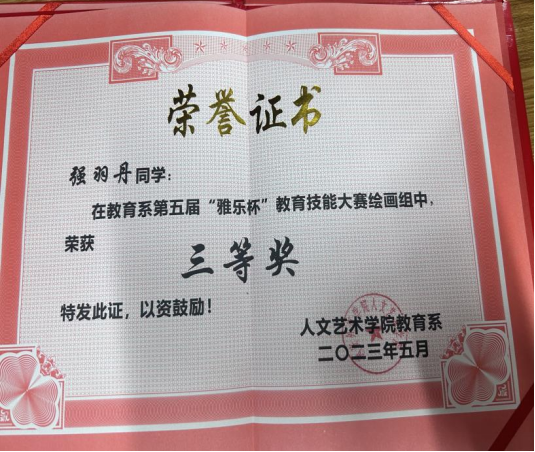 荣誉证书
强羽丹同学：
在教育系第五届“雅乐杯”教育技能大赛绘画组中，
荣获
三等奖
特发此证，以资鼓励！
人文艺术学院教育系
二〇二三年五月